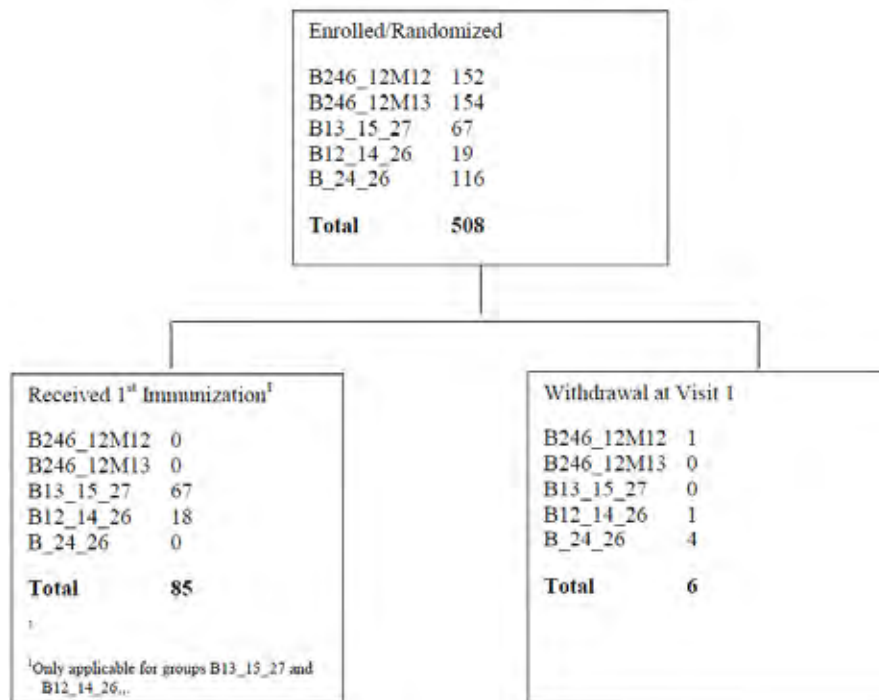 Enrolled/Randomized
B246_12M12 152
B246_12M13 154
B13_15_27 67
B12_14_26 19
B_24_26 116
Total 508
Received 1st Immunization1
B246_12M12 0
B246_12M13 0
B13_15_27 67
B12_14_26 18
B_24_26 0
Total 85
1
1Only applicable for groups B13_15_27 and
B12_14_26,..
Withdrawal at Visit 1
B246_12M12 1
B246_12M13 0
B13_15_27 0
B12_14_26 1
B_24_26 4
Total 6